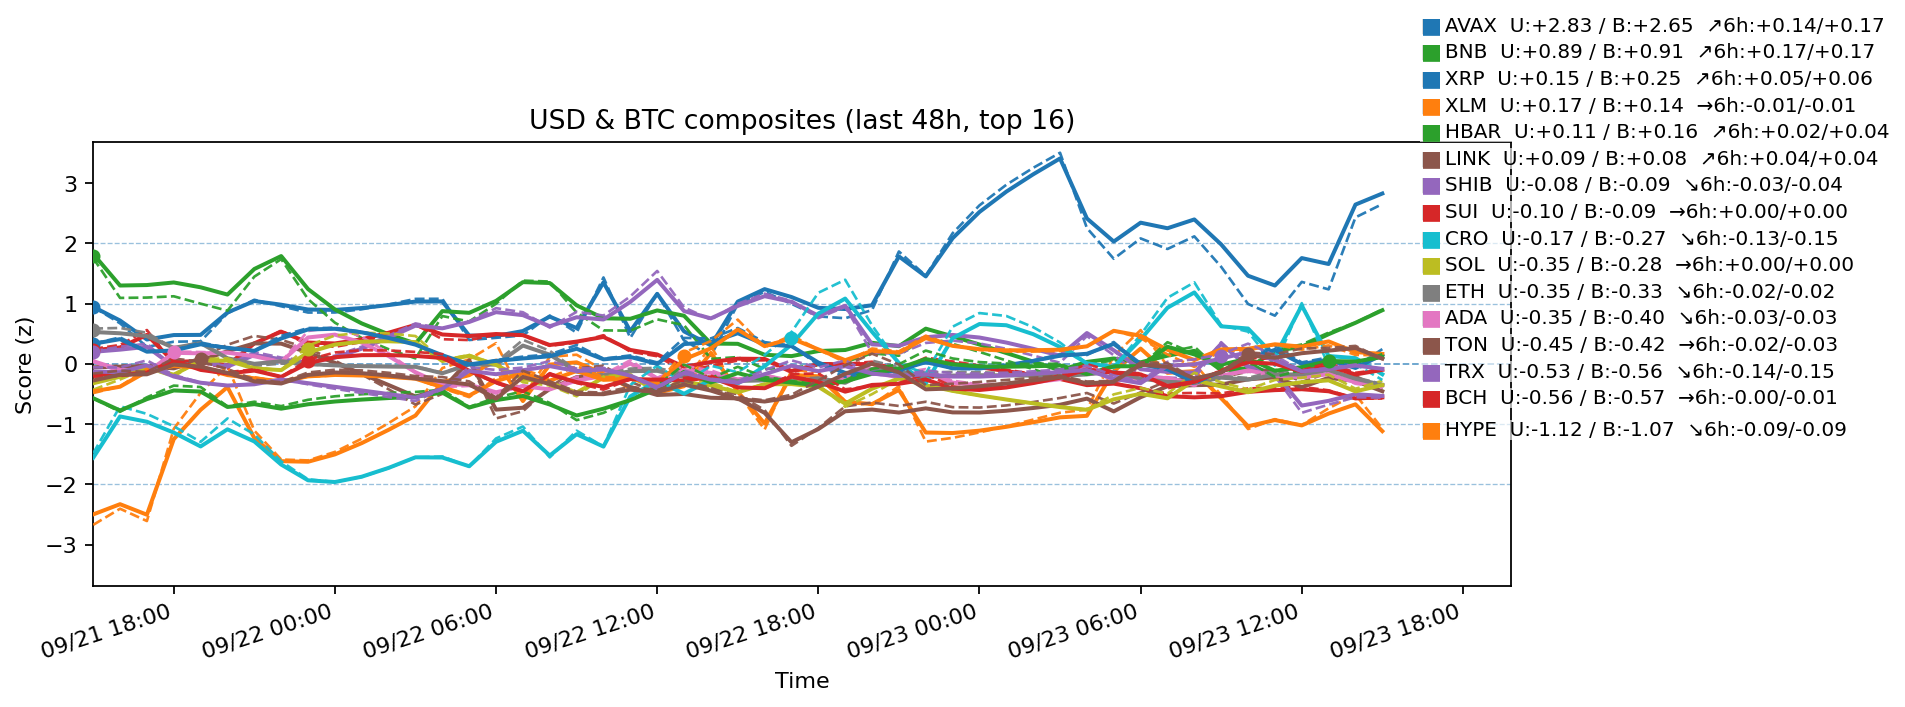 AVAX  U:+2.83 / B:+2.65  ↗6h:+0.14/+0.17
BNB  U:+0.89 / B:+0.91  ↗6h:+0.17/+0.17
XRP  U:+0.15 / B:+0.25  ↗6h:+0.05/+0.06
XLM  U:+0.17 / B:+0.14  →6h:-0.01/-0.01
HBAR  U:+0.11 / B:+0.16  ↗6h:+0.02/+0.04
LINK  U:+0.09 / B:+0.08  ↗6h:+0.04/+0.04
SHIB  U:-0.08 / B:-0.09  ↘6h:-0.03/-0.04
SUI  U:-0.10 / B:-0.09  →6h:+0.00/+0.00
CRO  U:-0.17 / B:-0.27  ↘6h:-0.13/-0.15
SOL  U:-0.35 / B:-0.28  →6h:+0.00/+0.00
ETH  U:-0.35 / B:-0.33  ↘6h:-0.02/-0.02
ADA  U:-0.35 / B:-0.40  ↘6h:-0.03/-0.03
TON  U:-0.45 / B:-0.42  →6h:-0.02/-0.03
TRX  U:-0.53 / B:-0.56  ↘6h:-0.14/-0.15
BCH  U:-0.56 / B:-0.57  →6h:-0.00/-0.01
HYPE  U:-1.12 / B:-1.07  ↘6h:-0.09/-0.09
USD & BTC composites (last 48h, top 16)
Score (z)
3
2
1
0
−1
−2
−3
09/21 18:00
09/22 00:00
09/22 06:00
09/22 12:00
09/22 18:00
09/23 00:00
09/23 06:00
09/23 12:00
09/23 18:00
Time